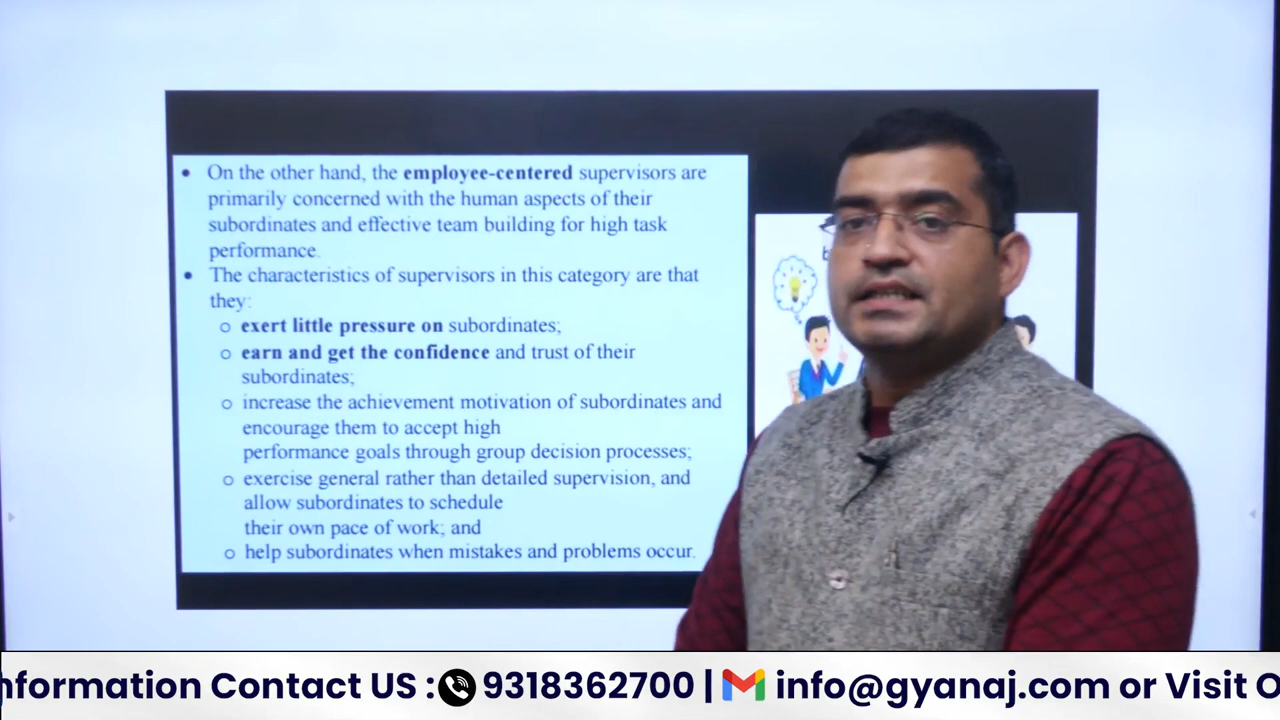 On the other hand, the employee-centered supervisors are
primarily concerned with the human aspects of their
subordinates and effective team building for high task
performance.
The characteristics of supervisors in this category are that
they:
exert little pressure on subordinates;
earn and get the confidence and trust of their
subordinates;
increase the achievement motivation of subordinates and
encourage them to accept high
performance goals through group decision processes;
exercise general rather than detailed supervision, and
allow subordinates to schedule
their own pace of work; and
help subordinates when mistakes and problems occur.
nformation Contact US : 9318362700 | info@gyanaj.com or Visit O